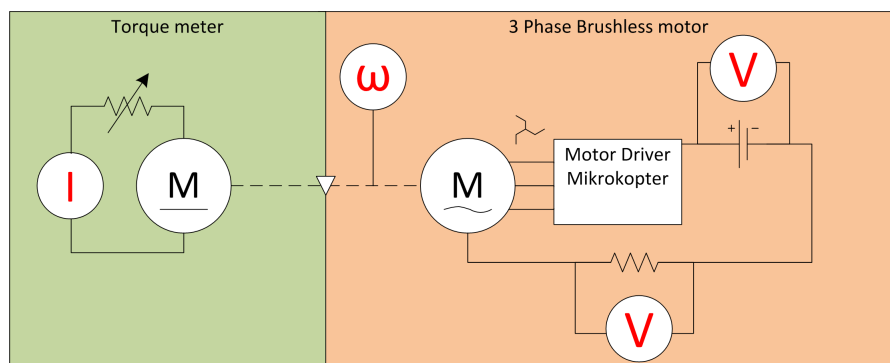 Torque meter
3 Phase Brushless motor
V
ω
+ −
I
M
M
Motor Driver
Mikrokopter
V